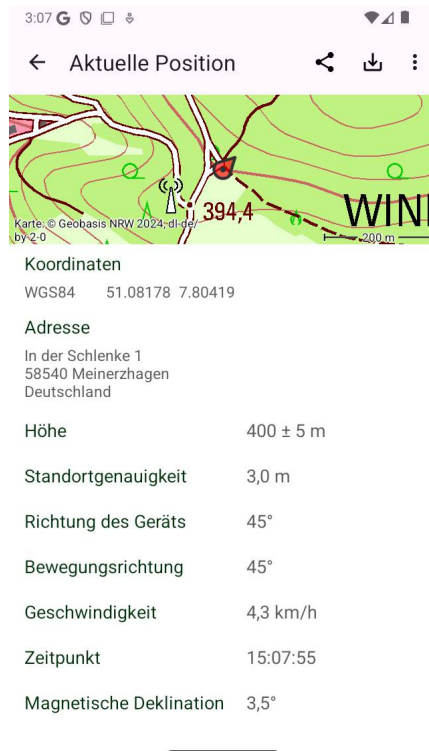 3:07
Aktuelle Position
394,4
WIN
Karte: © Geobasis NRW 2024, dl-de/
by-2-0
200 m
Koordinaten
WGS84 51.08178 7.80419
Adresse
In der Schlenke 1
58540 Meinerzhagen
Deutschland
Höhe 400 ± 5 m
Standortgenauigkeit 3,0 m
Richtung des Geräts 45°
Bewegungsrichtung 45°
Geschwindigkeit 4,3 km/h
Zeitpunkt 15:07:55
Magnetische Deklination 3,5°